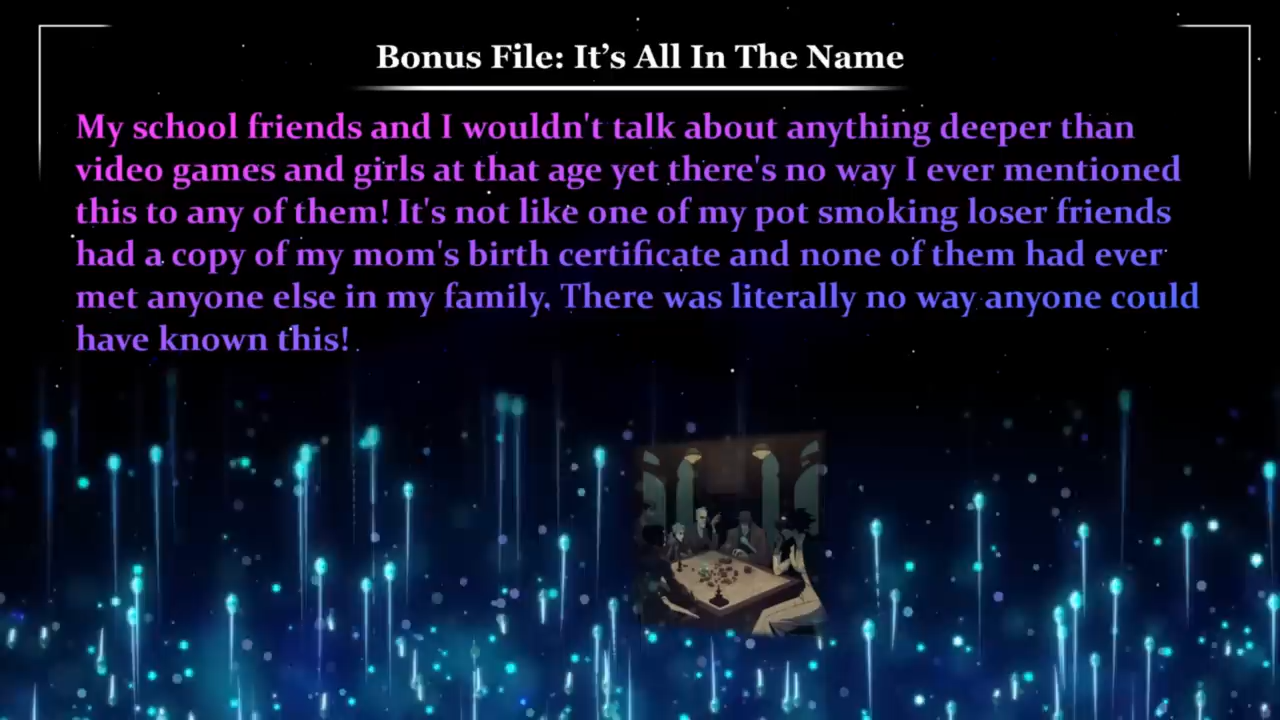 Bonus File: It’s All In The Name
My school friends and I wouldn't talk about anything deeper than
video games and girls at that age yet there's no way I ever mentioned
this to any of them! It's not like one of my pot smoking loser friends
had a copy of my mom's birth certificate and none of them had ever
met anyone else in my family. There was literally no way anyone could
have known this!